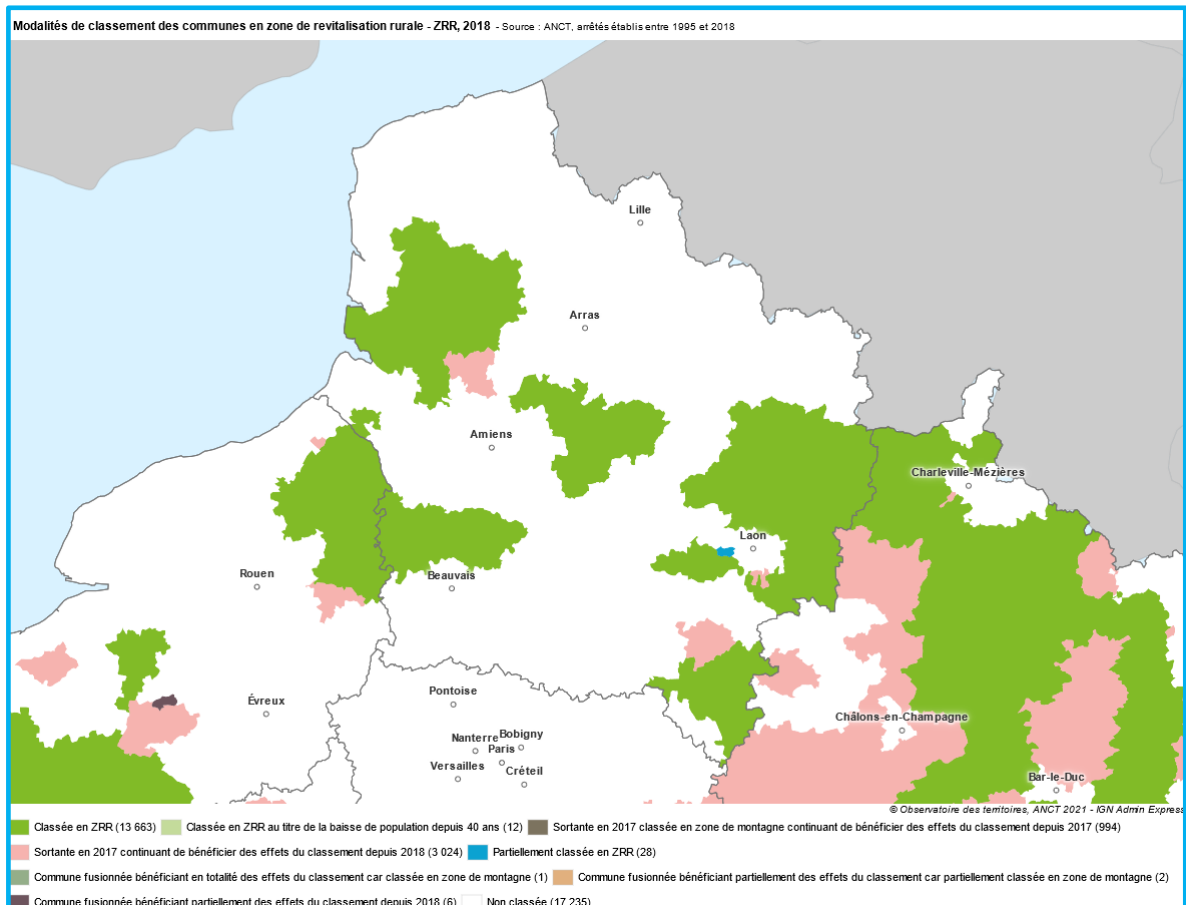 Modalités de classement des communes en zone de revitalisation rurale - ZRR, 2018 - Source : ANCT, arrêtés établis entre 1995 et 2018
Lille
Arras
Amiens
Charleville-Mézières
Laon
Rouen
Beauvais
Pontoise
Évreux
Châlons-en-Champagne
Nanterre
Bobigny
Paris
Versailles
Créteil
Bar-le-Duc
© Observatoire des territoires, ANCT 2021 - IGN Admin Express
Classée en ZRR (13 663) Classée en ZRR au titre de la baisse de population depuis 40 ans (12) Sortante en 2017 classée en zone de montagne continuant de bénéficier des effets du classement depuis 2017 (994)
Sortante en 2017 continuant de bénéficier des effets du classement depuis 2018 (3 024) Partiellement classée en ZRR (28)
Commune fusionnée bénéficiant en totalité des effets du classement car classée en zone de montagne (1) Commune fusionnée bénéficiant partiellement des effets du classement car partiellement classée en zone de montagne (2)
Commune fusionnée bénéficiant partiellement des effets du classement depuis 2018 (6) Non classée (17 235)